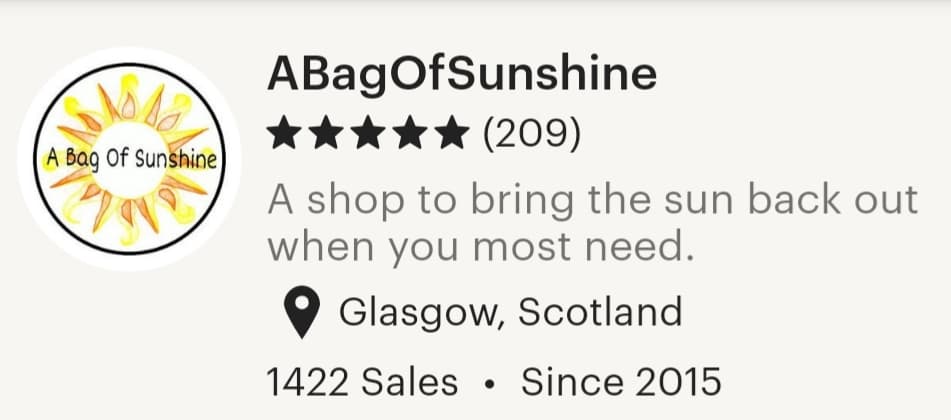 A Bag Of Sunshine
ABagOfSunshine
★★★★★ (209)
A shop to bring the sun back out
when you most need.
Glasgow, Scotland
1422 Sales • Since 2015